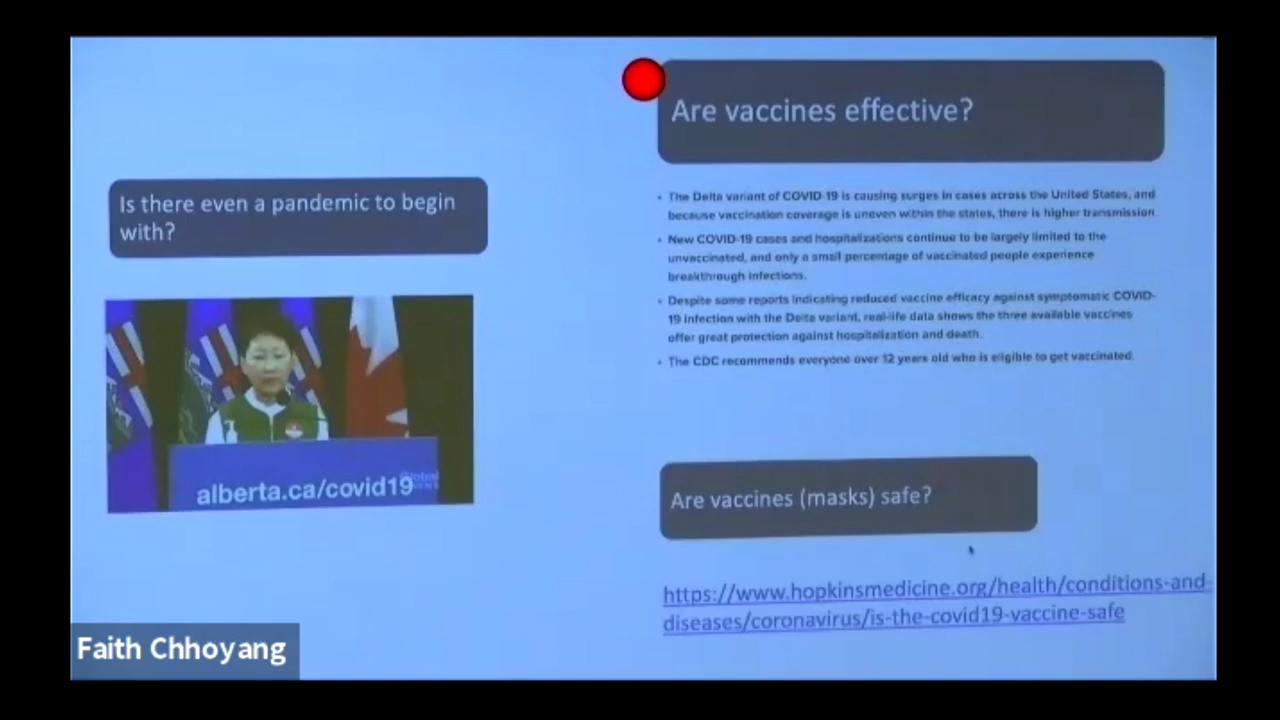 Is there even a pandemic to begin
with?
alberta.ca/covid19
Global
NEWS
Are vaccines effective?
• The Delta variant of COVID-19 is causing surges in cases across the United States, and
because vaccination coverage is uneven within the states, there is higher transmission.
• New COVID-19 cases and hospitalizations continue to be largely limited to the
unvaccinated, and only a small percentage of vaccinated people experience
breakthrough infections.
• Despite some reports indicating reduced vaccine efficacy against symptomatic COVID-
19 infection with the Delta variant, real-life data shows the three available vaccines
offer great protection against hospitalization and death.
• The CDC recommends everyone over 12 years old who is eligible to get vaccinated.
Are vaccines (masks) safe?
https://www.hopkinsmedicine.org/health/conditions-and-
diseases/coronavirus/is-the-covid19-vaccine-safe
Faith Chhoyang